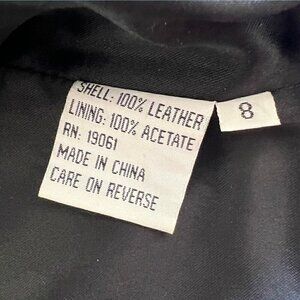 SHELL: 100% LEATHER
LINING: 100% ACETATE
RN: 19061
MADE IN CHINA
CARE ON REVERSE
8